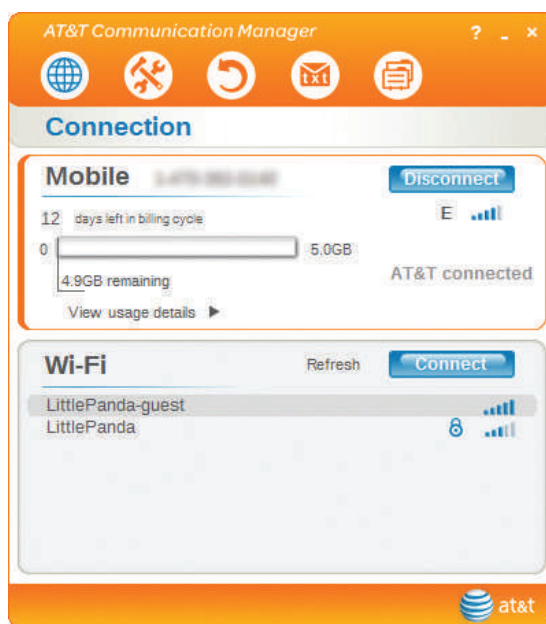 AT&T Communication Manager ? _ ×
txt
Connection
Mobile Disconnect
12 days left in billing cycle E
0 5.0GB
4.9GB remaining AT&T connected
View usage details ▶
Wi-Fi Refresh Connect
LittlePanda-guest
LittlePanda
at&t